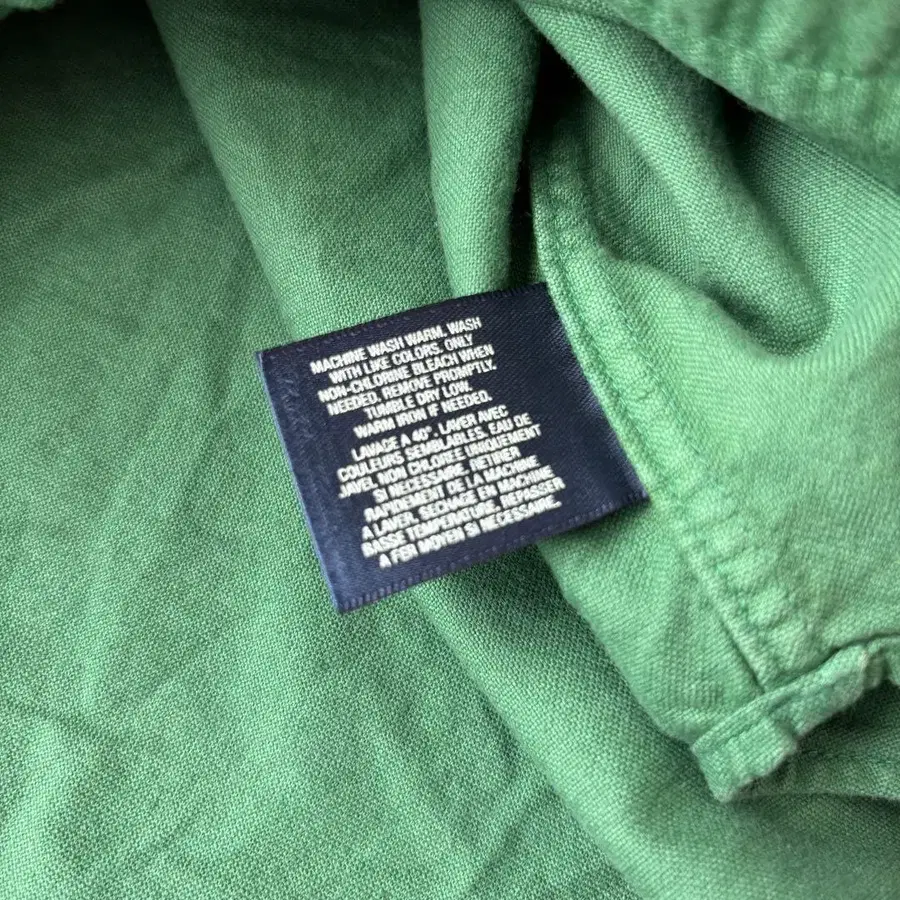 MACHINE WASH WARM. WASH
WITH LIKE COLORS. ONLY
NON-CHLORINE BLEACH WHEN
NEEDED. REMOVE PROMPTLY.
TUMBLE DRY LOW.
WARM IRON IF NEEDED.
LAVAGE A 40°. LAVER AVEC
COULEURS SEMBLABLES. EAU DE
JAVEL NON CHLOREE UNIQUEMENT
SI NECESSAIRE. RETIRER
RAPIDEMENT DE LA MACHINE
A LAVER. SECHAGE EN MACHINE
BASSE TEMPERATURE. REPASSER
A FER MOYEN SI NECESSAIRE.